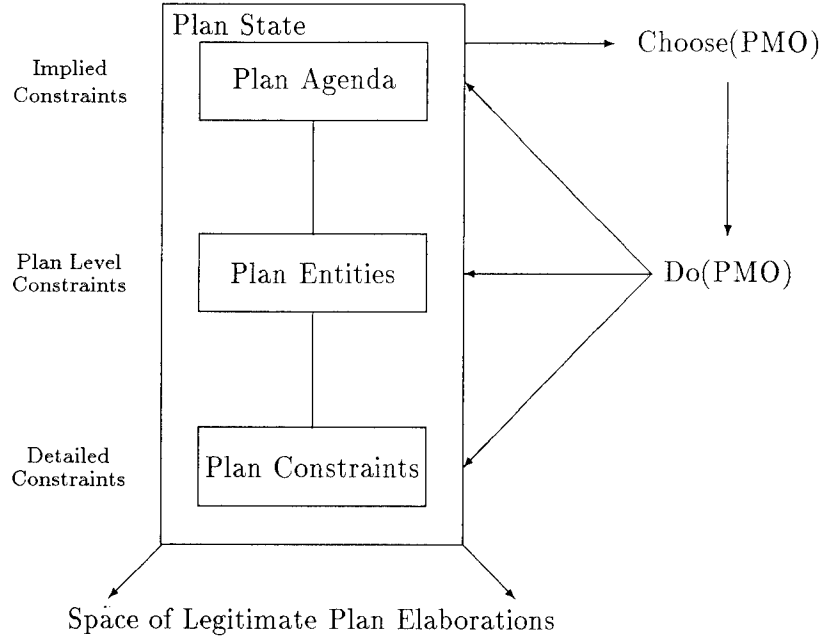 Plan State
Implied
Constraints
Plan Agenda
Choose(PMO)
Plan Level
Constraints
Plan Entities
Do(PMO)
Detailed
Constraints
Plan Constraints
Space of Legitimate Plan Elaborations